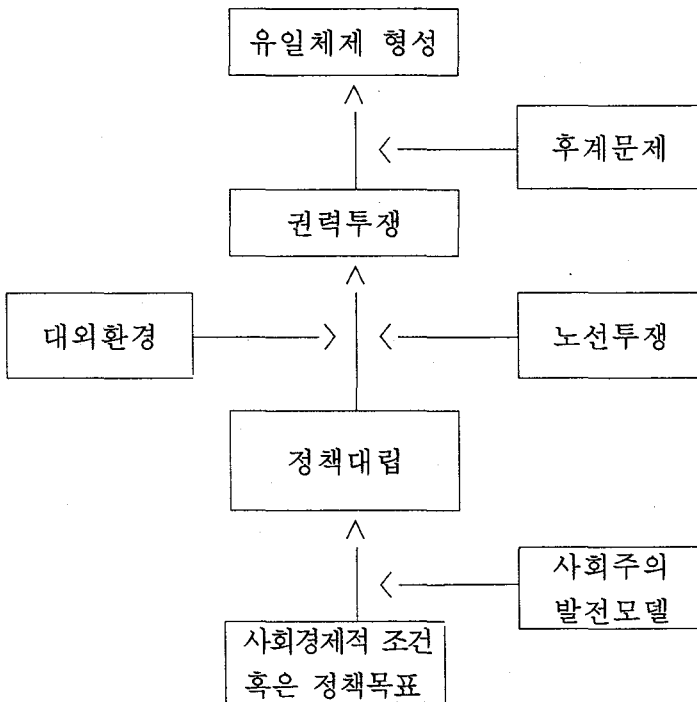 유일체제 형성
후계문제
권력투쟁
대외환경
노선투쟁
정책대립
사회주의
발전모델
사회경제적 조건
혹은 정책목표